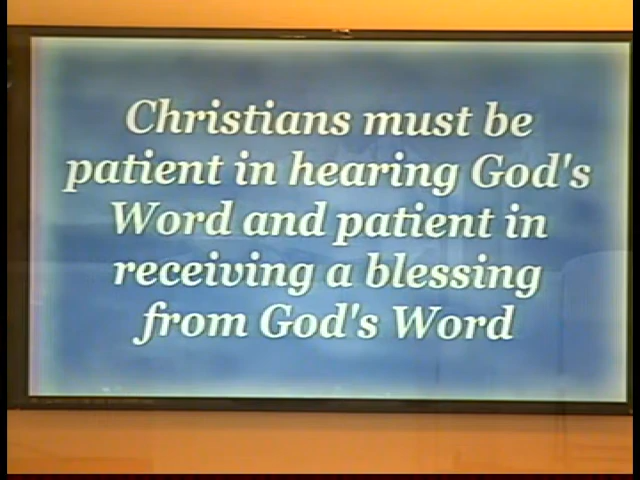 Christians must be
patient in hearing God's
Word and patient in
receiving a blessing
from God's Word